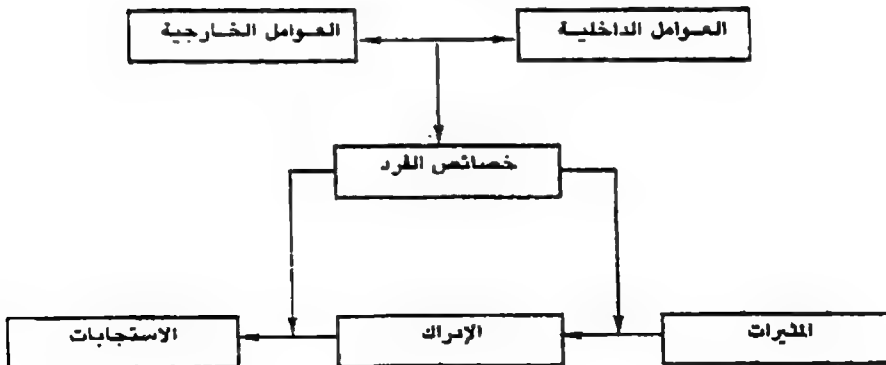 العوامل الداخلية
العوامل الخارجية
خصائص الفرد
المثيرات
الإدراك
الاستجابات